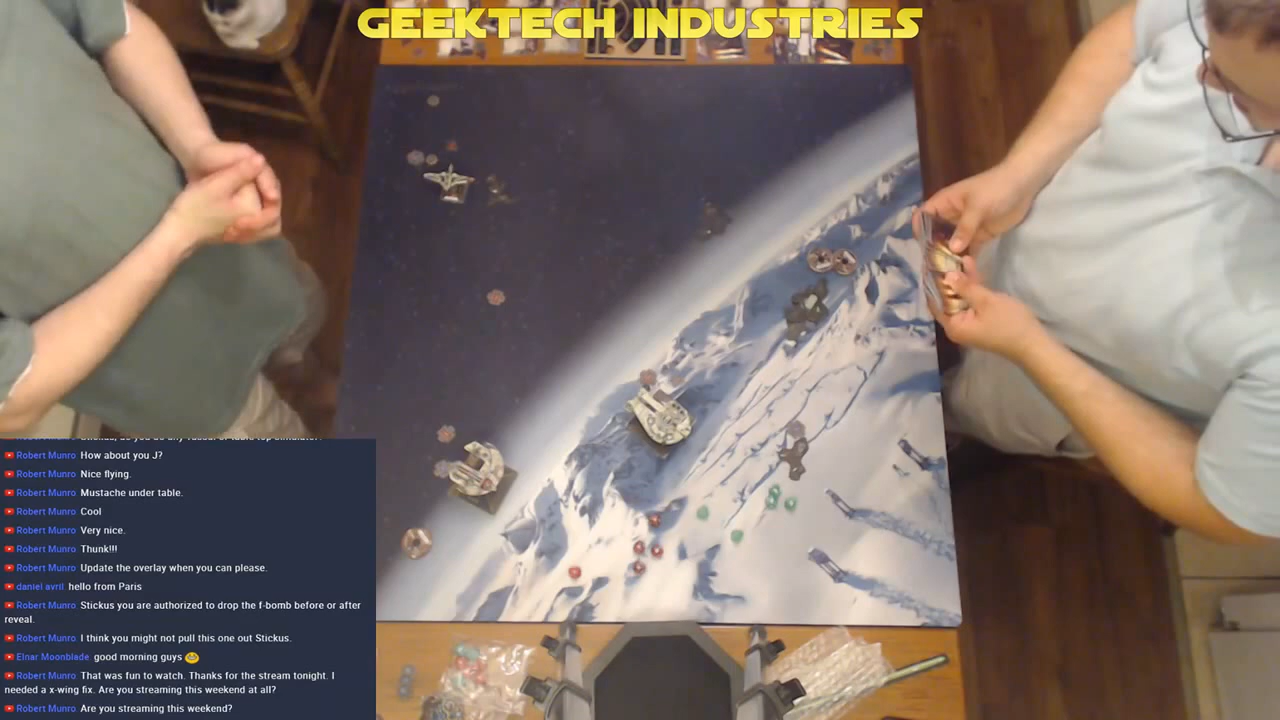 GEEKTECH INDUSTRIES
Robert Munro How about you J?
Robert Munro Nice flying.
Robert Munro Mustache under table.
Robert Munro Cool
Robert Munro Very nice.
Robert Munro Thunk!!!
Robert Munro Update the overlay when you can please.
daniel avril hello from Paris
Robert Munro Stickus you are authorized to drop the f-bomb before or after
reveal.
Robert Munro I think you might not pull this one out Stickus.
Elnar Moonblade good morning guys
Robert Munro That was fun to watch. Thanks for the stream tonight. I
needed a x-wing fix. Are you streaming this weekend at all?
Robert Munro Are you streaming this weekend?